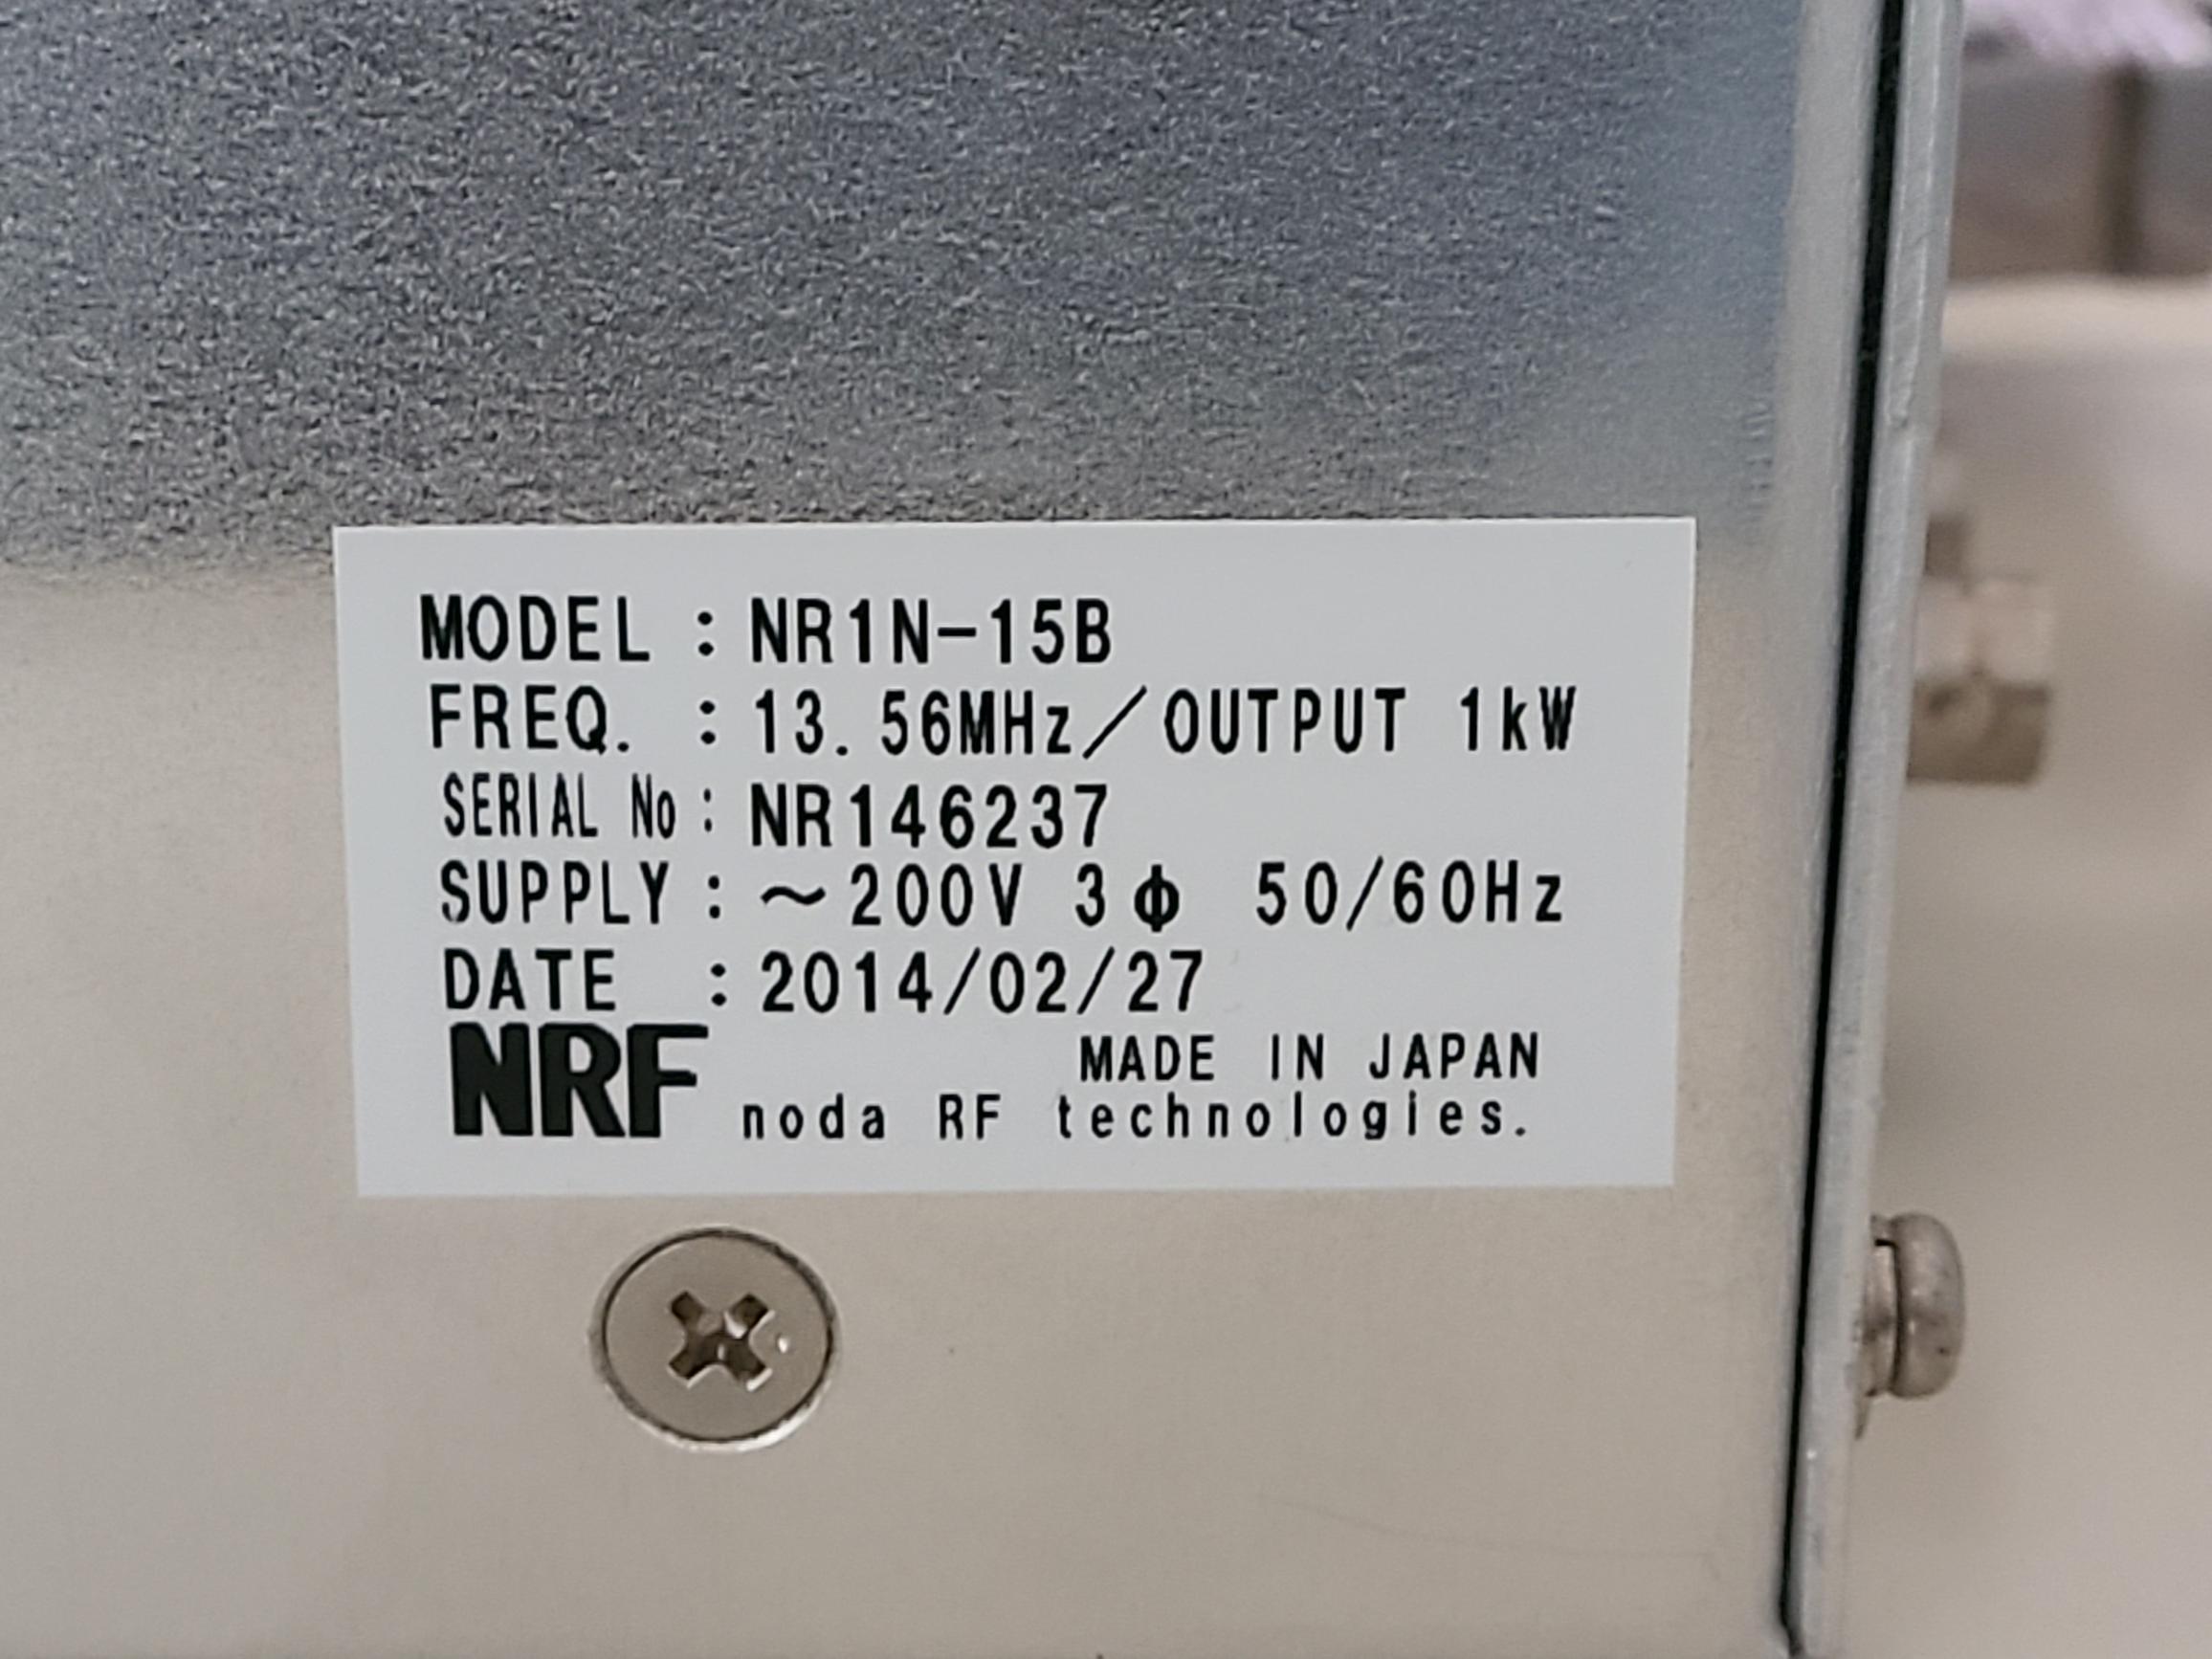 MODEL : NR1N-15B
FREQ. : 13.56MHz/OUTPUT 1kW
SERIAL No : NR146237
SUPPLY : ~200V 3ϕ 50/60Hz
DATE : 2014/02/27
NRF MADE IN JAPAN
noda RF technologies.